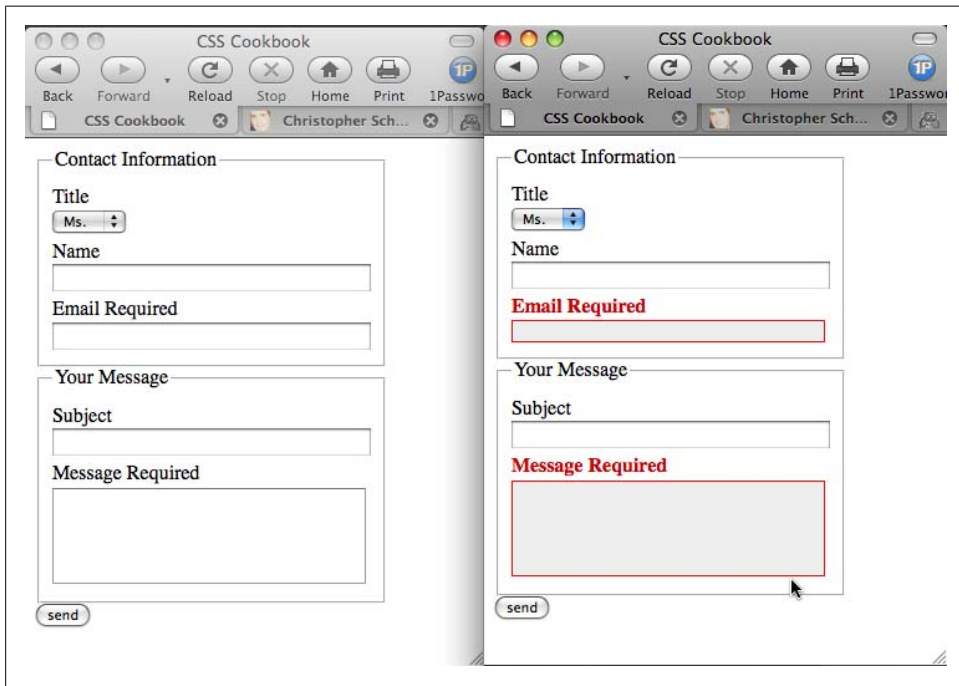 CSS Cookbook
Back Forward Reload Stop Home Print 1Passwo
CSS Cookbook Christopher Sch...
Contact Information
Title
Ms.
Name
Email Required
Your Message
Subject
Message Required
send
CSS Cookbook
Back Forward Reload Stop Home Print 1Passwor
CSS Cookbook Christopher Sch...
Contact Information
Title
Ms.
Name
Email Required
Your Message
Subject
Message Required
send